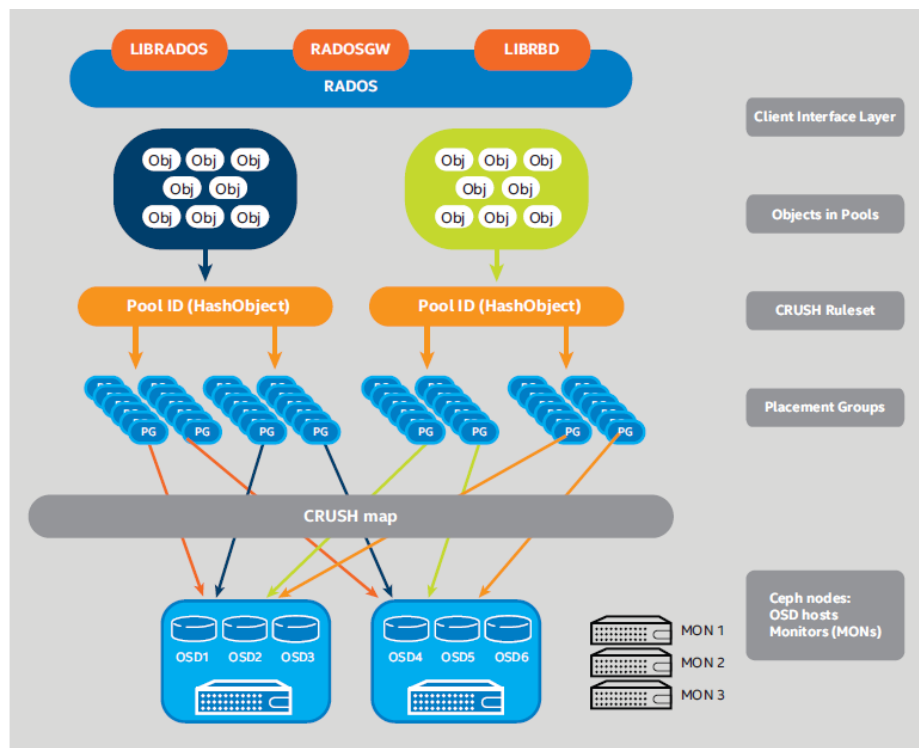 LIBRADOS
RADOSGW
LIBRBD
RADOS
Client Interface Layer
Obj Obj Obj
Obj Obj
Obj Obj Obj
Obj Obj Obj
Obj Obj
Obj Obj Obj
Objects in Pools
Pool ID (HashObject)
Pool ID (HashObject)
CRUSH Ruleset
Placement Groups
PG
PG
PG
PG
PG
PG
PG
PG
CRUSH map
Ceph nodes:
OSD hosts
Monitors (MONs)
OSD1 OSD2 OSD3
OSD4 OSD5 OSD6
MON 1
MON 2
MON 3